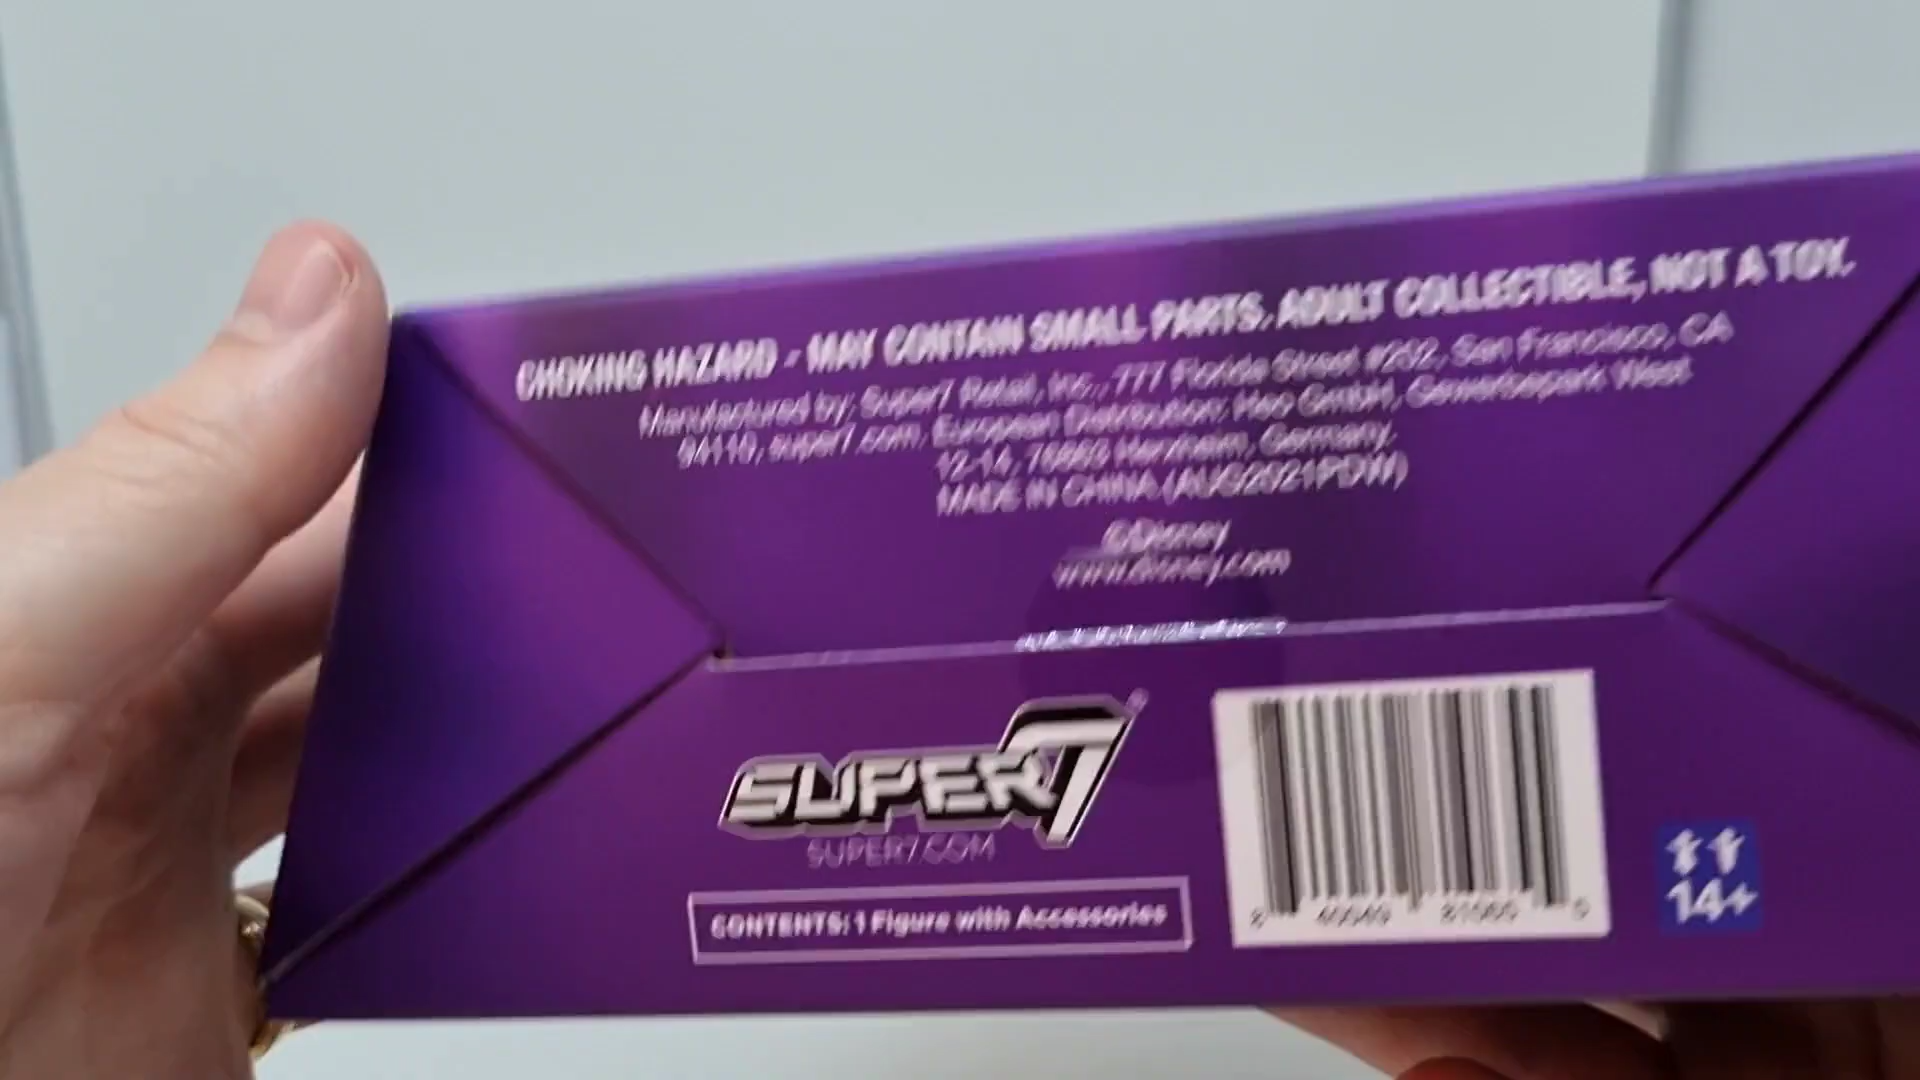 CHOKING HAZARD - MAY CONTAIN SMALL PARTS. ADULT COLLECTIBLE, NOT A TOY.
Manufactured by: Super7 Retail, Inc., 777 Florida Street #202, San Francisco, CA
94110, super7.com. European Distribution: Heo GmbH, Gewerbepark West
12-14, 76863 Herxheim, Germany.
MADE IN CHINA (AUG2021PDW)
©Disney
www.disney.com
SUPER7®
SUPER7.COM
CONTENTS: 1 Figure with Accessories
14+